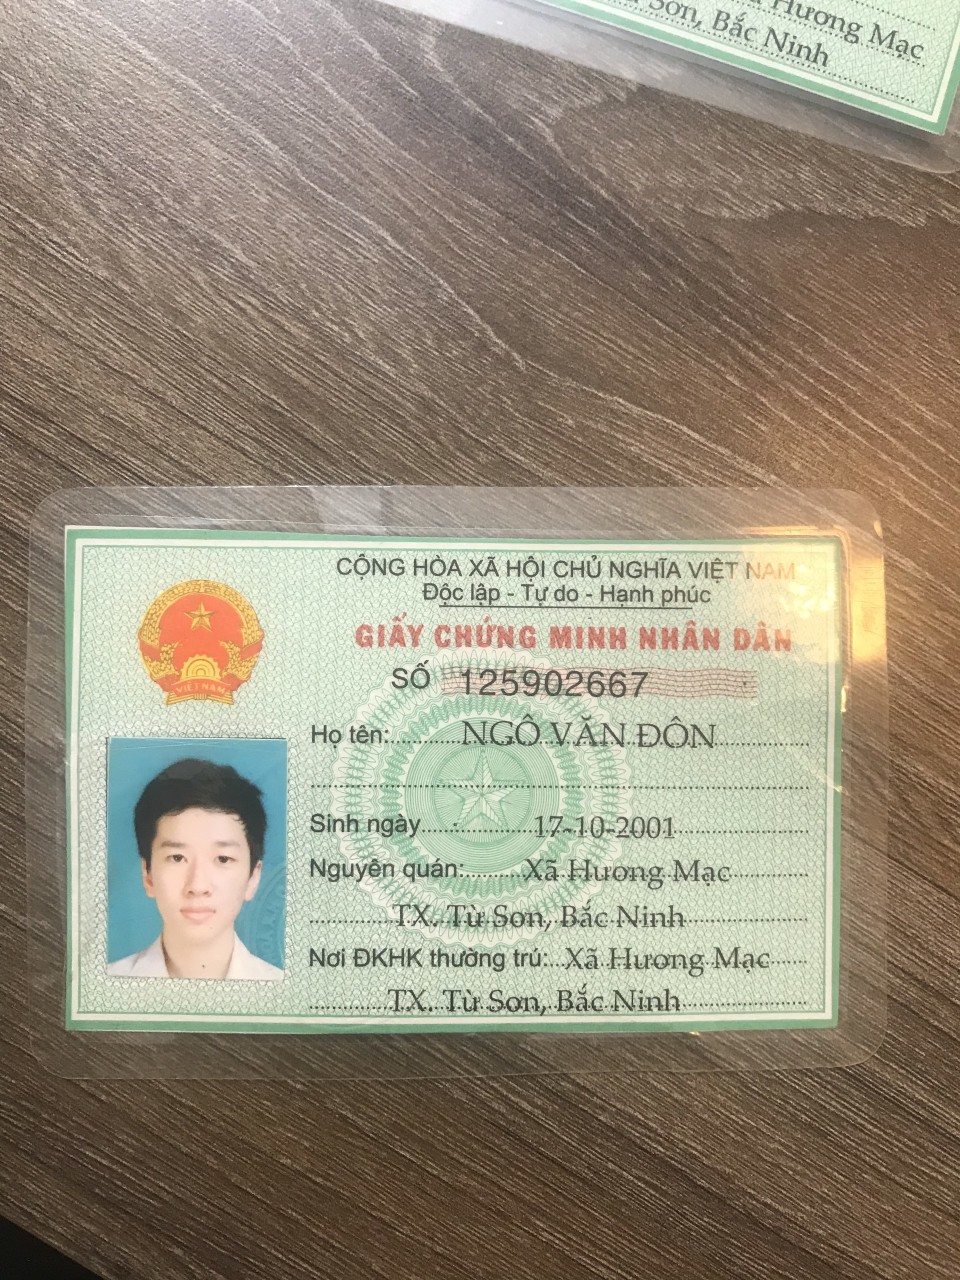 Hương Mạc
Sơn, Bắc Ninh
CỘNG HÒA XÃ HỘI CHỦ NGHĨA VIỆT NAM
Độc lập - Tự do - Hạnh phúc
GIẤY CHỨNG MINH NHÂN DÂN
SỐ 125902667
VIỆT NAM
Họ tên: NGÔ VĂN ĐÔN
Sinh ngày 17-10-2001
Nguyên quán: Xã Hương Mạc
TX. Từ Sơn, Bắc Ninh
Nơi ĐKHK thường trú: Xã Hương Mạc
TX. Từ Sơn, Bắc Ninh